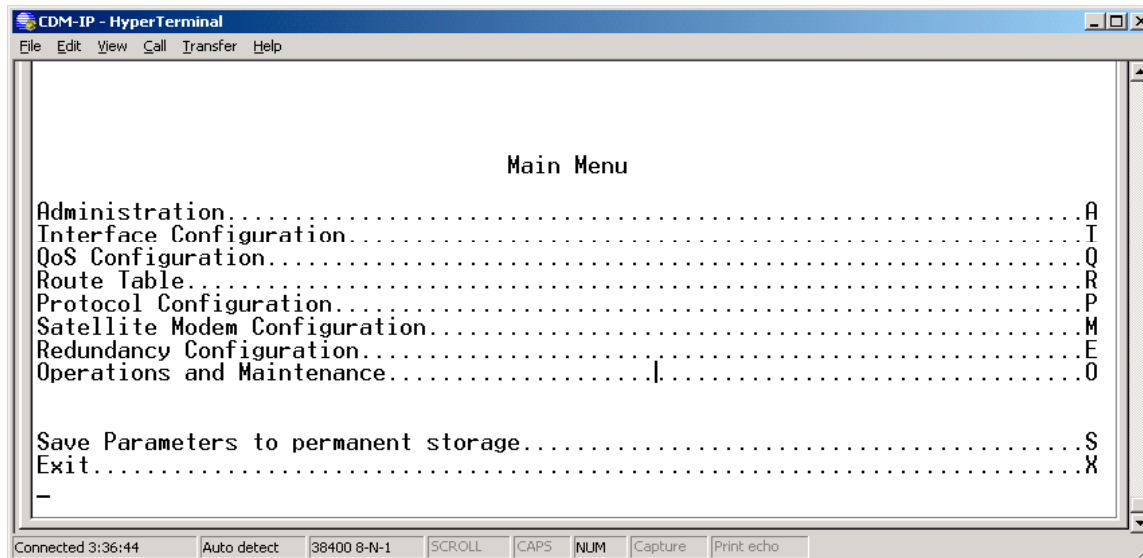 CDM-IP - HyperTerminal
File Edit View Call Transfer Help
Main Menu
Administration................................................................A
Interface Configuration.......................................................I
QoS Configuration.............................................................Q
Route Table...................................................................R
Protocol Configuration........................................................P
Satellite Modem Configuration.................................................M
Redundancy Configuration......................................................E
Operations and Maintenance....................................................O
Save Parameters to permanent storage..........................................S
Exit..........................................................................X
Connected 3:36:44 Auto detect 38400 8-N-1 SCROLL CAPS NUM Capture Print echo